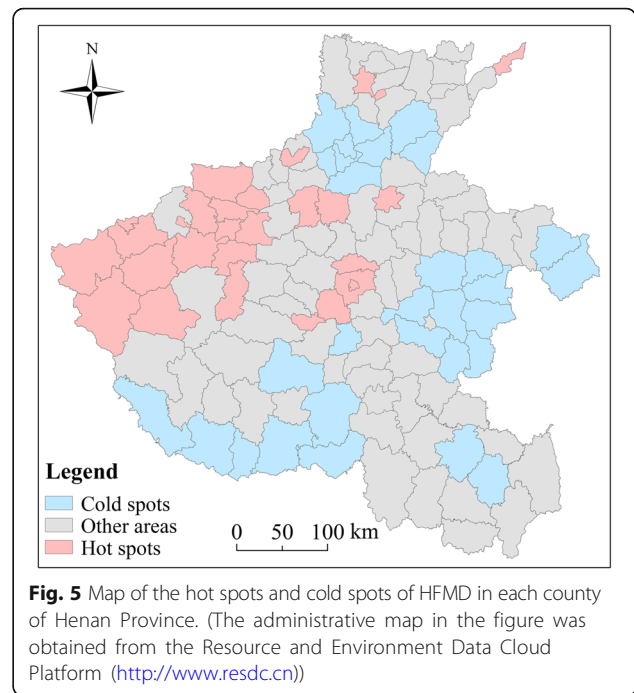 N
Legend
Cold spots
Other areas
Hot spots
0 50 100 km
Fig. 5 Map of the hot spots and cold spots of HFMD in each county
of Henan Province. (The administrative map in the figure was
obtained from the Resource and Environment Data Cloud
Platform (http://www.resdc.cn))